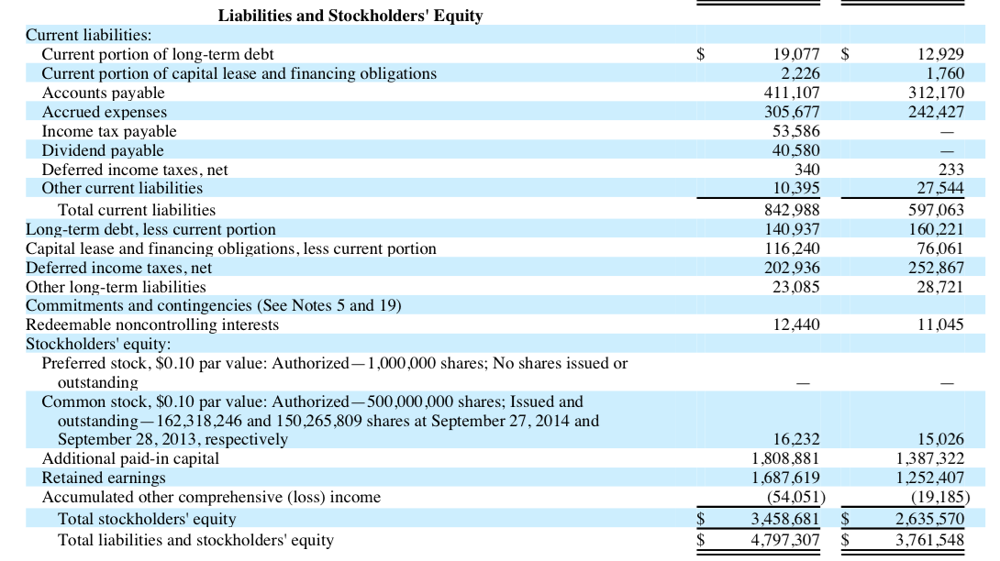 Liabilities and Stockholders' Equity
Current liabilities:
Current portion of long-term debt $ 19,077 $ 12,929
Current portion of capital lease and financing obligations 2,226 1,760
Accounts payable 411,107 312,170
Accrued expenses 305,677 242,427
Income tax payable 53,586 —
Dividend payable 40,580 —
Deferred income taxes, net 340 233
Other current liabilities 10,395 27,544
Total current liabilities 842,988 597,063
Long-term debt, less current portion 140,937 160,221
Capital lease and financing obligations, less current portion 116,240 76,061
Deferred income taxes, net 202,936 252,867
Other long-term liabilities 23,085 28,721
Commitments and contingencies (See Notes 5 and 19)
Redeemable noncontrolling interests 12,440 11,045
Stockholders' equity:
Preferred stock, $0.10 par value: Authorized—1,000,000 shares; No shares issued or
outstanding — —
Common stock, $0.10 par value: Authorized—500,000,000 shares; Issued and
outstanding—162,318,246 and 150,265,809 shares at September 27, 2014 and
September 28, 2013, respectively 16,232 15,026
Additional paid-in capital 1,808,881 1,387,322
Retained earnings 1,687,619 1,252,407
Accumulated other comprehensive (loss) income (54,051) (19,185)
Total stockholders' equity $ 3,458,681 $ 2,635,570
Total liabilities and stockholders' equity $ 4,797,307 $ 3,761,548